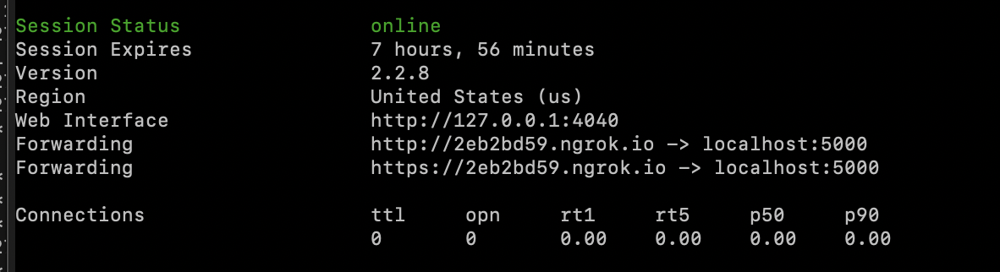 Session Status online
Session Expires 7 hours, 56 minutes
Version 2.2.8
Region United States (us)
Web Interface http://127.0.0.1:4040
Forwarding http://2eb2bd59.ngrok.io -> localhost:5000
Forwarding https://2eb2bd59.ngrok.io -> localhost:5000
Connections ttl opn rt1 rt5 p50 p90
0 0 0.00 0.00 0.00 0.00